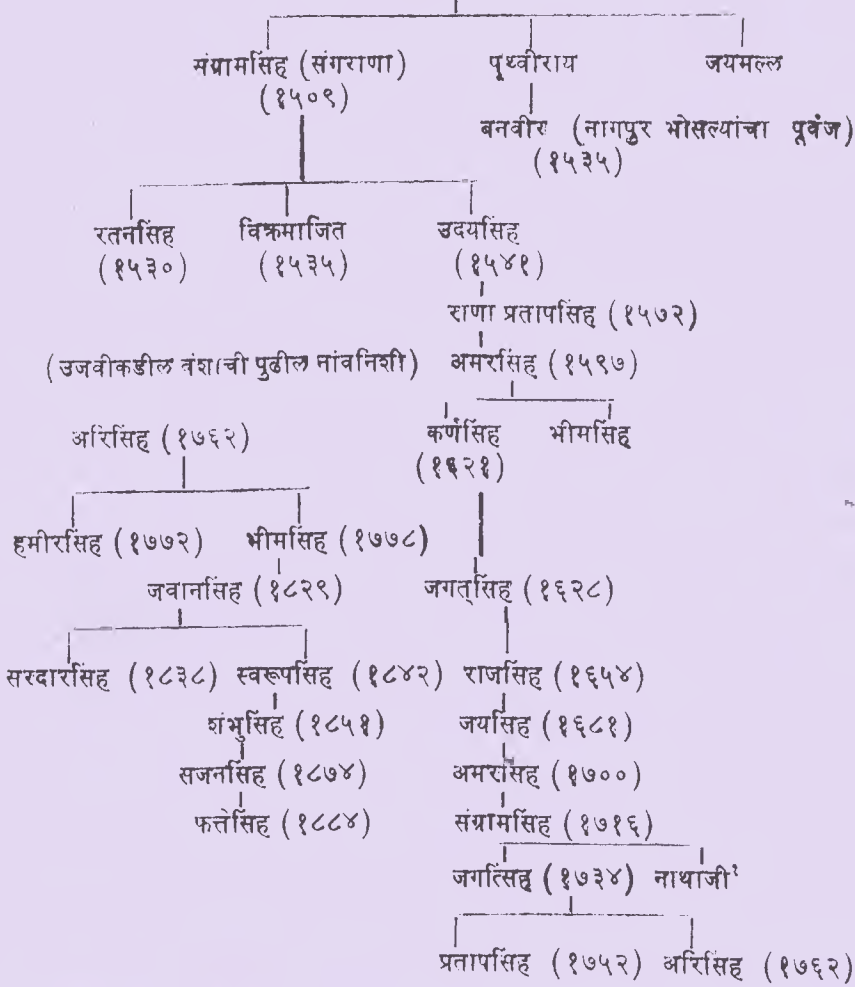 संग्रामसिंह (संगराणा) पृथ्वीराय जयमल्ल
(१५०९)
बनवीर (नागपुर भोसल्यांचा पूर्वज)
(१५३५)
रतनसिंह विक्रमाजित उदयसिंह
(१५३०) (१५३५) (१५४१)
राणा प्रतापसिंह (१५७२)
(उजवीकडील वंशाची पुढील नांवनिशी) अमरसिंह (१५९७)
अरिसिंह (१७६२) कर्णसिंह भीमसिंह
(१६२१)
हमीरसिंह (१७७२) भीमसिंह (१७७८)
जवानसिंह (१८२९) जगत्‌सिंह (१६२८)
सरदारसिंह (१८३८) स्वरूपसिंह (१८४२) राजसिंह (१६५४)
शंभुसिंह (१८५१) जयसिंह (१६८१)
सजनसिंह (१८७४) अमरसिंह (१७००)
फत्तेसिंह (१८८४) संग्रामसिंह (१७१६)
जगत्सिंह (१७३४) नाथाजी१
प्रतापसिंह (१७५२) अरिसिंह (१७६२)